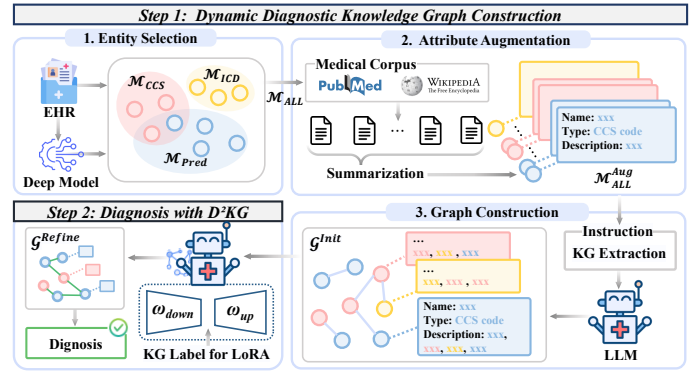 Step 1: Dynamic Diagnostic Knowledge Graph Construction
1. Entity Selection
EHR
Deep Model
M_CCS
M_ICD
M_Pred
M_ALL
2. Attribute Augmentation
Medical Corpus
PubMed
WIKIPEDIA
The Free Encyclopedia
...
Summarization
Name: xxx
Type: CCS code
Description: xxx
M_ALL^Aug
Step 2: Diagnosis with D²KG
G^Refine
Dignosis
ω_down
ω_up
KG Label for LoRA
3. Graph Construction
G^Init
...
xxx, xxx , xxx
...
xxx, xxx, xxx
Name: xxx
Type: CCS code
Description: xxx,
xxx, xxx, xxx
Instruction
KG Extraction
LLM